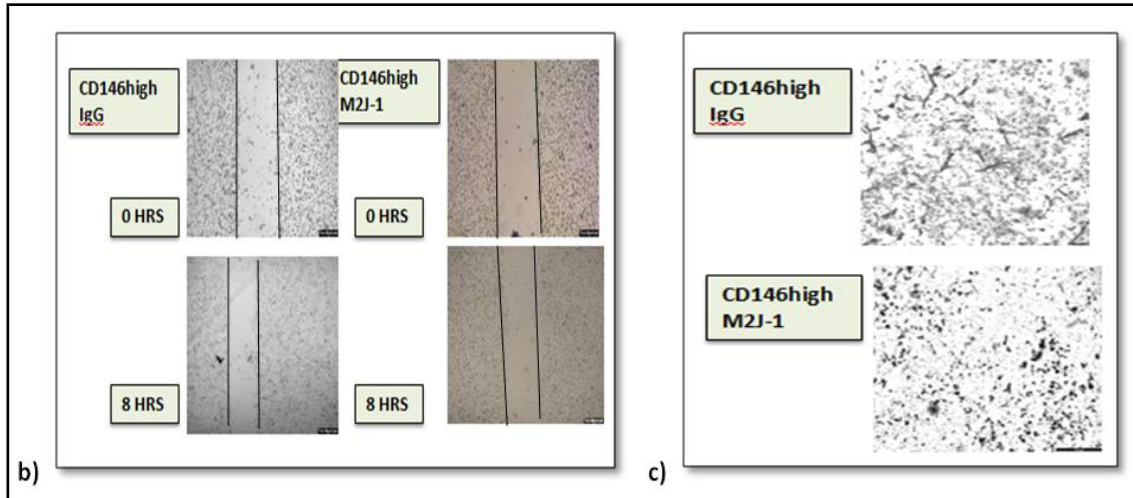 CD146high
IgG
CD146high
M2J-1
0 HRS
0 HRS
8 HRS
8 HRS
b)
CD146high
IgG
CD146high
M2J-1
c)